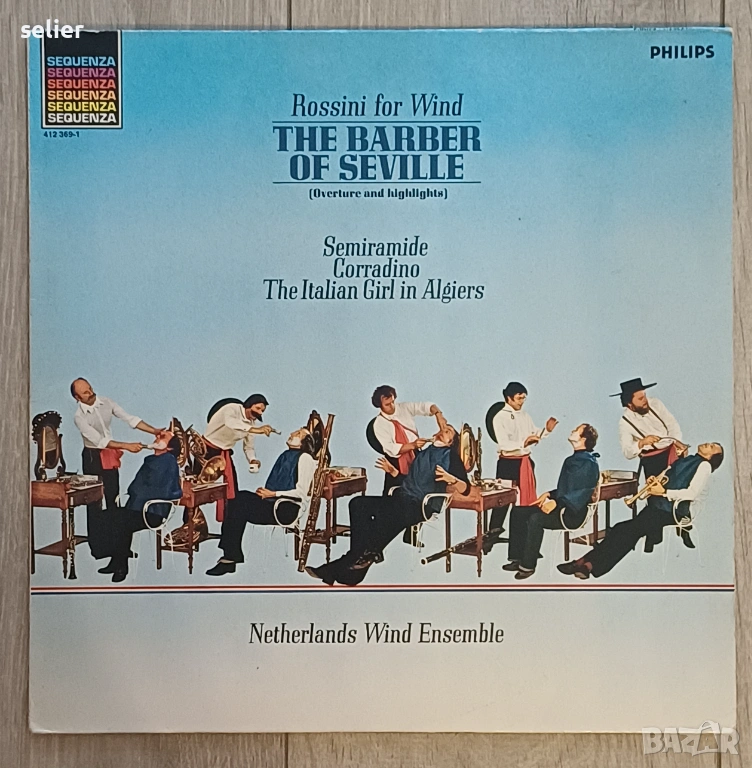 selier
SEQUENZA
SEQUENZA
SEQUENZA
SEQUENZA
SEQUENZA
SEQUENZA
412 369-1
PHILIPS
Rossini for Wind
THE BARBER
OF SEVILLE
(Overture and highlights)
Semiramide
Corradino
The Italian Girl in Algiers
Netherlands Wind Ensemble
BAZAR